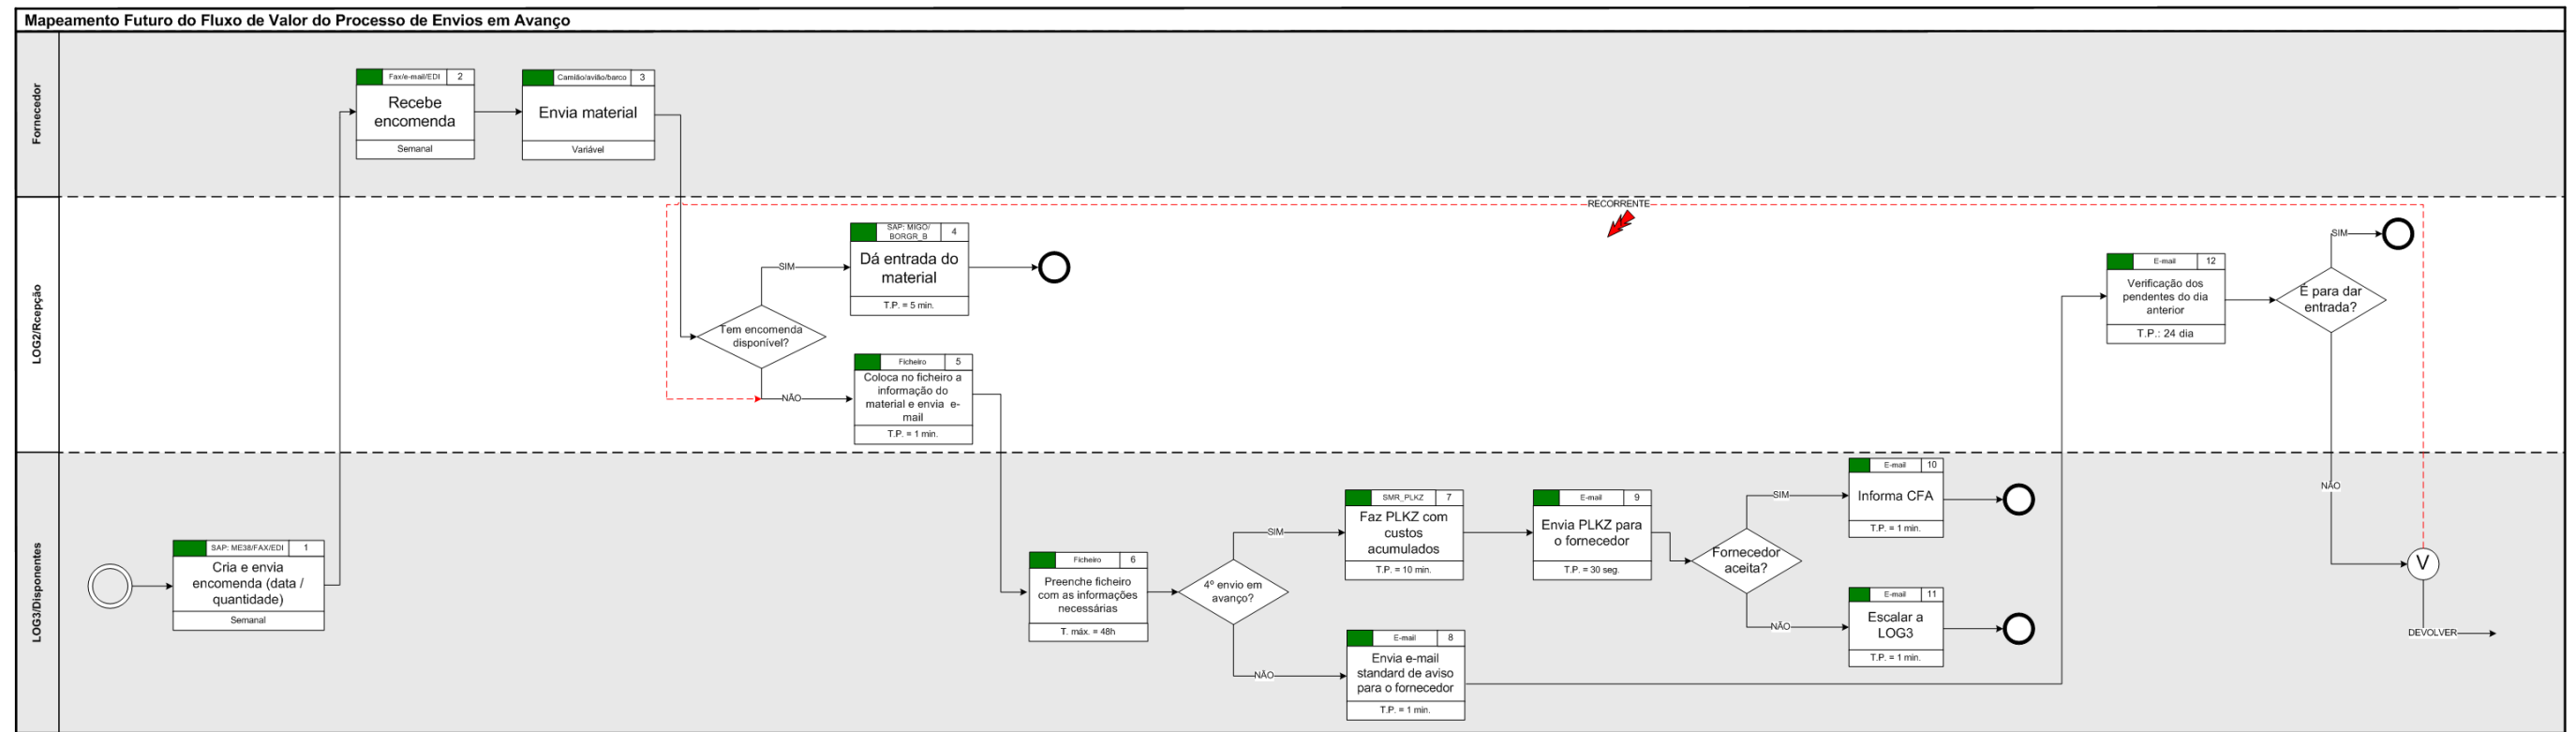 Mapeamento Futuro do Fluxo de Valor do Processo de Envios em Avanço
Fornecedor
Fax/e-mail/EDI
2
Recebe
encomenda
Semanal
Camião/avião/barco
3
Envia material
Variável
LOG2/Rcepção
RECORRENTE
SAP: MIGO/
BORGR_B
4
Dá entrada do
material
T.P. = 5 min.
SIM
Tem encomenda
disponível?
NÃO
Ficheiro
5
Coloca no ficheiro a
informação do
material e envia e-
mail
T.P. = 1 min.
E-mail
12
Verificação dos
pendentes do dia
anterior
T.P.: 24 dia
É para dar
entrada?
SIM
NÃO
LOG3/Disponentes
SAP: ME38/FAX/EDI
1
Cria e envia
encomenda (data /
quantidade)
Semanal
Ficheiro
6
Preenche ficheiro
com as informações
necessárias
T. máx. = 48h
4º envio em
avanço?
SIM
NÃO
SMR_PLKZ
7
Faz PLKZ com
custos
acumulados
T.P. = 10 min.
E-mail
8
Envia e-mail
standard de aviso
para o fornecedor
T.P. = 1 min.
E-mail
9
Envia PLKZ para
o fornecedor
T.P. = 30 seg.
Fornecedor
aceita?
SIM
NÃO
E-mail
10
Informa CFA
T.P. = 1 min.
E-mail
11
Escalar a
LOG3
T.P. = 1 min.
V
DEVOLVER